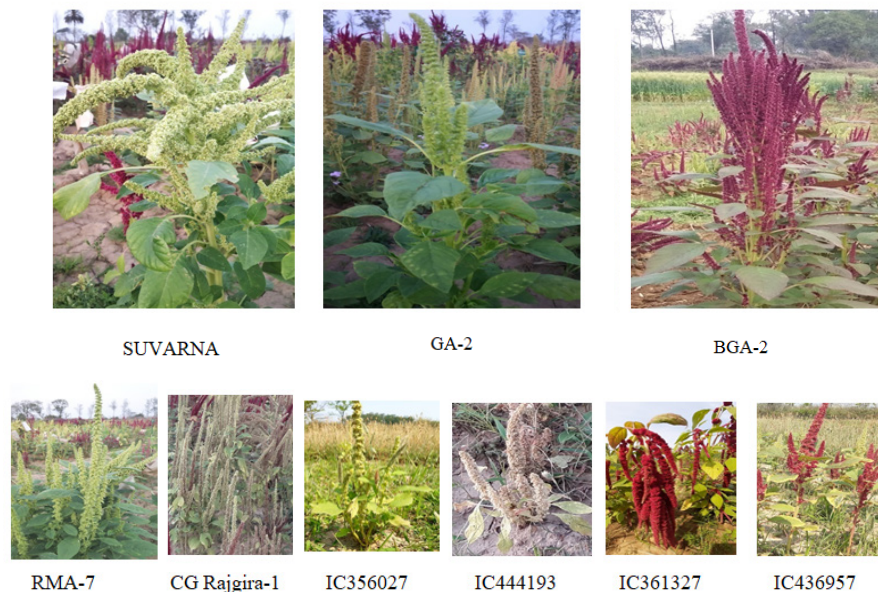 SUVARNA
GA-2
BGA-2
RMA-7
CG Rajgira-1
IC356027
IC444193
IC361327
IC436957